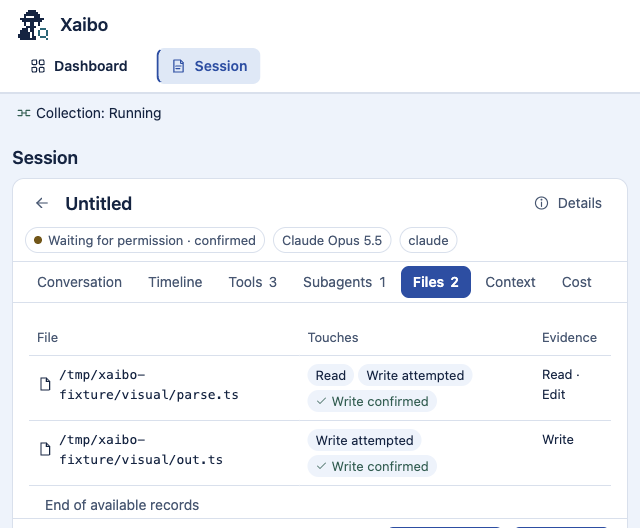 Xaibo
Dashboard
Session
Collection: Running
Session
Untitled
Details
Waiting for permission · confirmed
Claude Opus 5.5
claude
Conversation
Timeline
Tools 3
Subagents 1
Files 2
Context
Cost
File
Touches
Evidence
/tmp/xaibo-
fixture/visual/parse.ts
Read
Write attempted
Write confirmed
Read ·
Edit
/tmp/xaibo-
fixture/visual/out.ts
Write attempted
Write confirmed
Write
End of available records